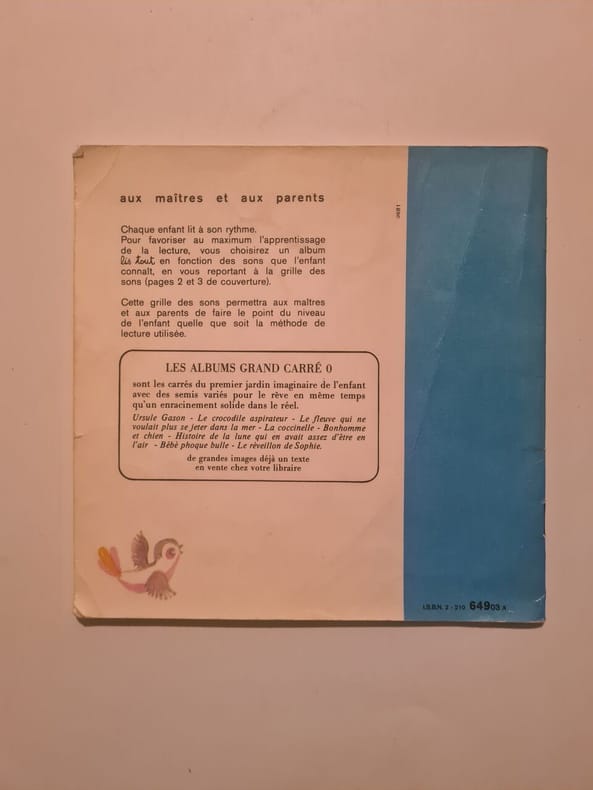 aux maîtres et aux parents
Chaque enfant lit à son rythme.
Pour favoriser au maximum l'apprentissage
de la lecture, vous choisirez un album
lis tout en fonction des sons que l'enfant
connaît, en vous reportant à la grille des
sons (pages 2 et 3 de couverture).
Cette grille des sons permettra aux maîtres
et aux parents de faire le point du niveau
de l'enfant quelle que soit la méthode de
lecture utilisée.
LES ALBUMS GRAND CARRÉ 0
sont les carrés du premier jardin imaginaire de l'enfant
avec des semis variés pour le rêve en même temps
qu'un enracinement solide dans le réel.
Ursule Gason - Le crocodile aspirateur - Le fleuve qui ne
voulait plus se jeter dans la mer - La coccinelle - Bonhomme
et chien - Histoire de la lune qui en avait assez d'être en
l'air - Bébé phoque bulle - Le réveillon de Sophie.
de grandes images déjà un texte
en vente chez votre libraire
I.S.B.N. 2 - 210 64903 A